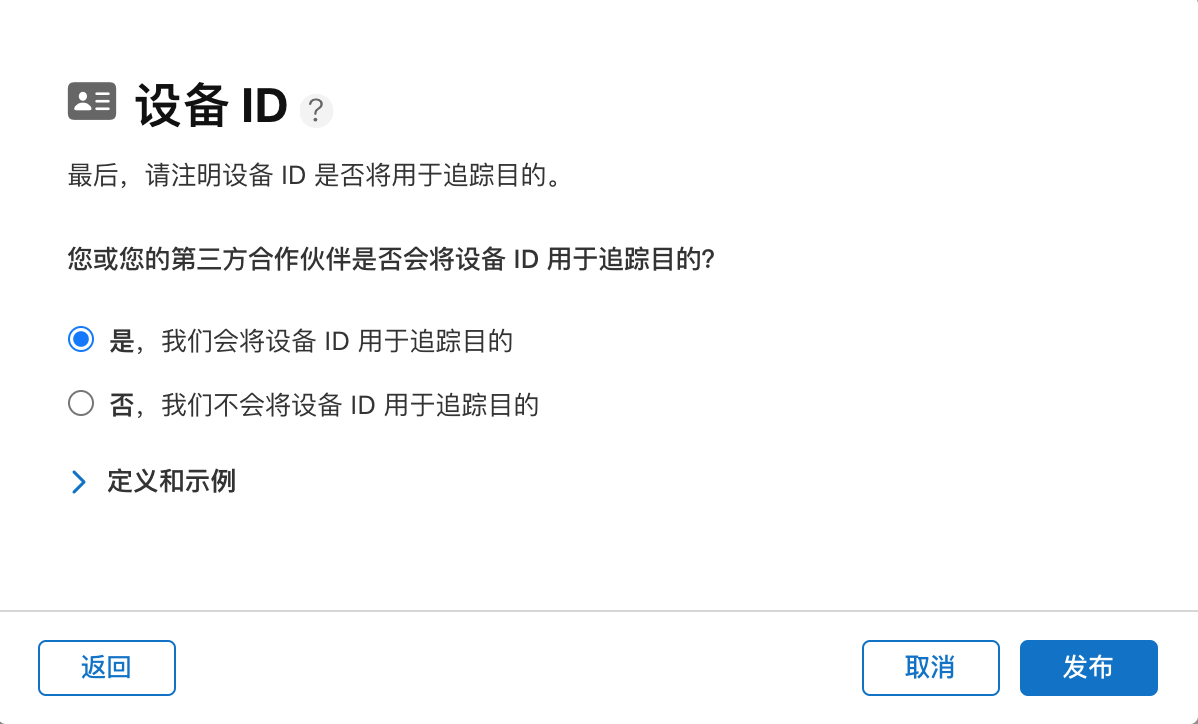 设备 ID ?
最后，请注明设备 ID 是否将用于追踪目的。
您或您的第三方合作伙伴是否会将设备 ID 用于追踪目的?
是，我们会将设备 ID 用于追踪目的
否，我们不会将设备 ID 用于追踪目的
定义和示例
返回
取消
发布